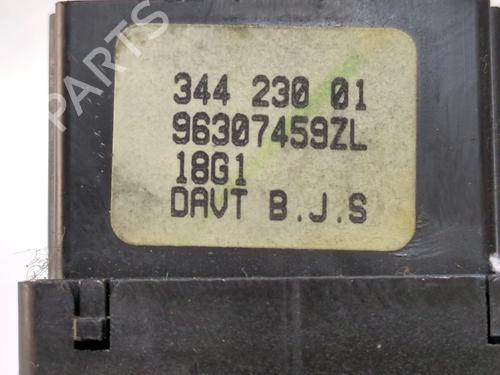 344 230 01
96307459ZL
18G1
DAVT B.J.S
PARTS